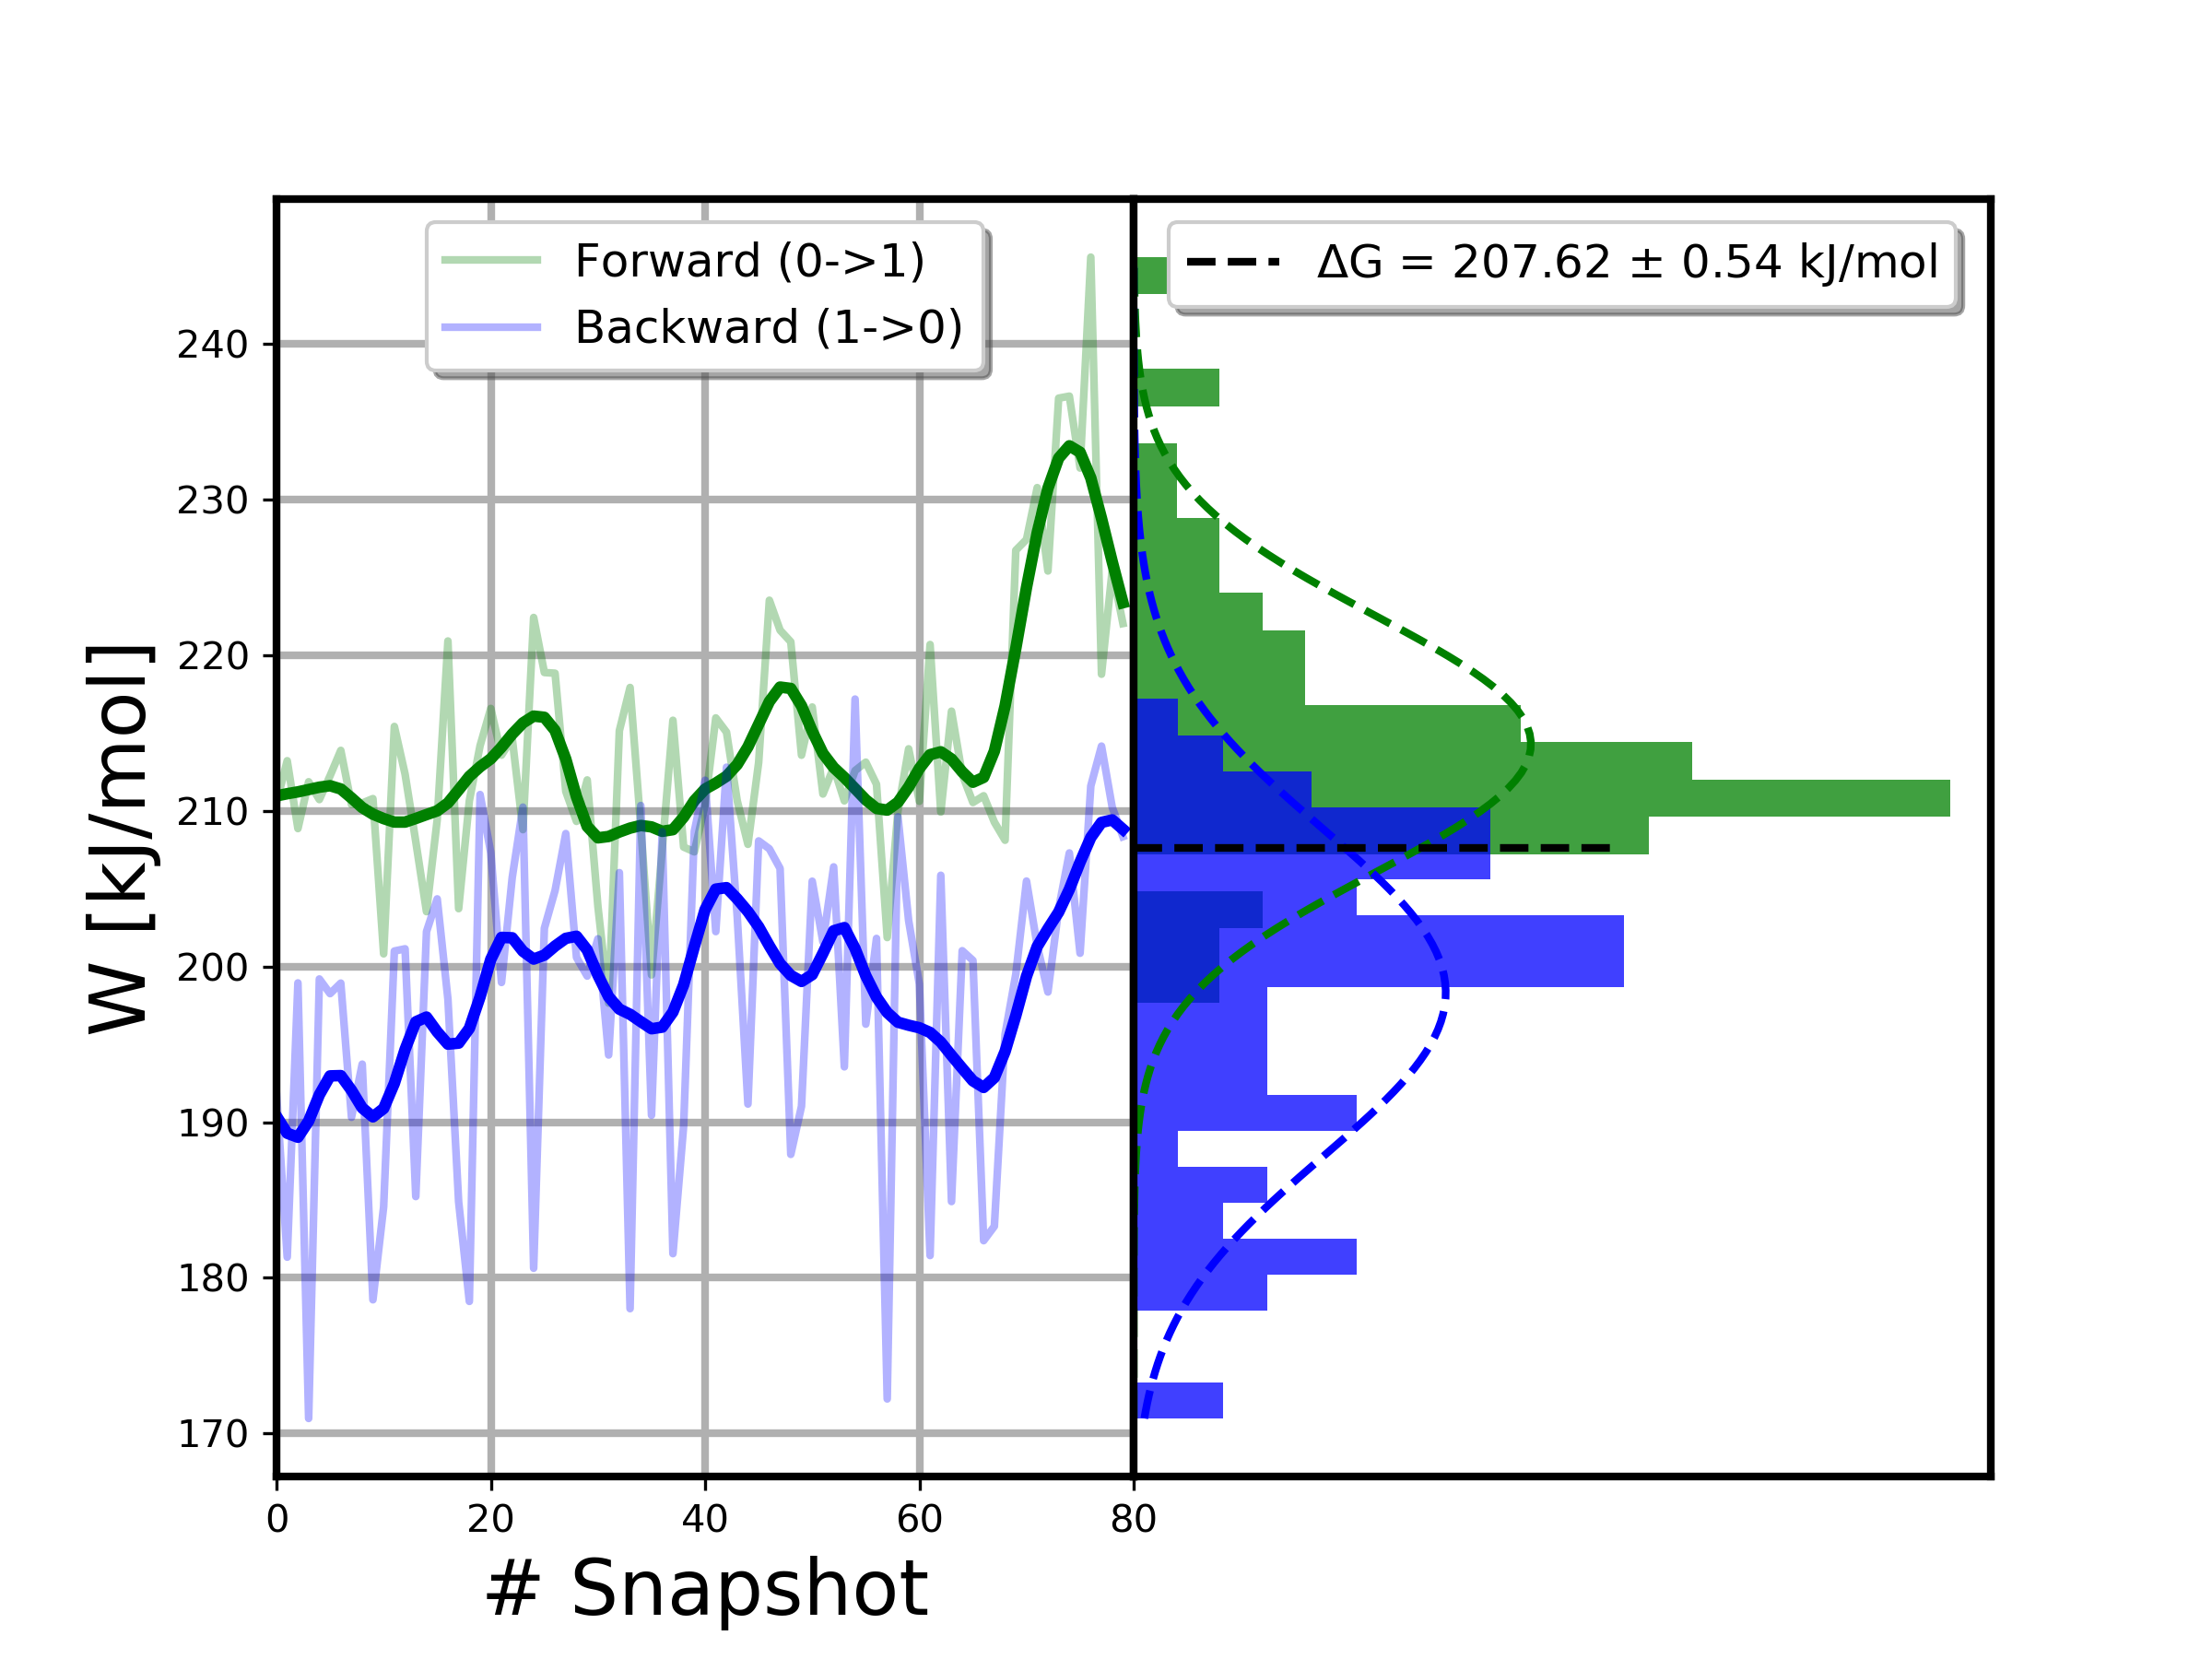 Forward (0->1)
Backward (1->0)
ΔG = 207.62 ± 0.54 kJ/mol
W [kJ/mol]
240
230
220
210
200
190
180
170
0 20 40 60 80
# Snapshot